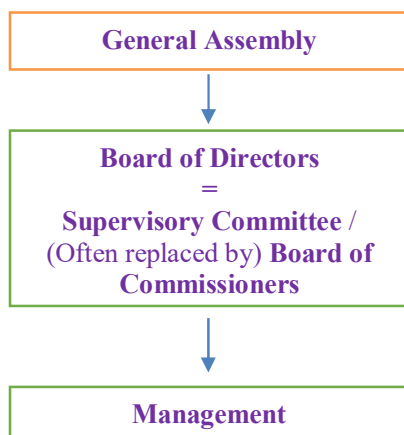 General Assembly
Board of Directors
=
Supervisory Committee /
(Often replaced by) Board of
Commissioners
Management